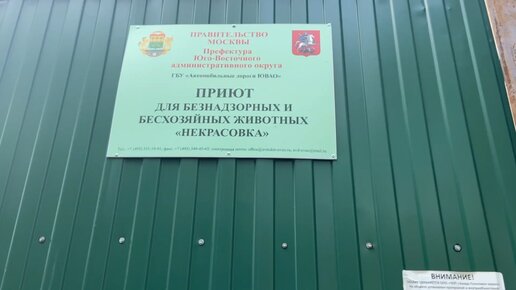 ПРАВИТЕЛЬСТВО
МОСКВЫ
Префектура
Юго-Восточного
административного округа
ГБУ «Автомобильные дороги ЮВАО»
ПРИЮТ
ДЛЯ БЕЗНАДЗОРНЫХ И
БЕСХОЗЯЙНЫХ ЖИВОТНЫХ
«НЕКРАСОВКА»
ВНИМАНИЕ!